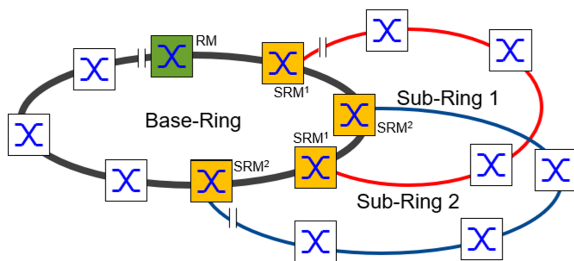 RM
SRM¹
Sub-Ring 1
Base-Ring
SRM²
SRM¹
SRM²
Sub-Ring 2